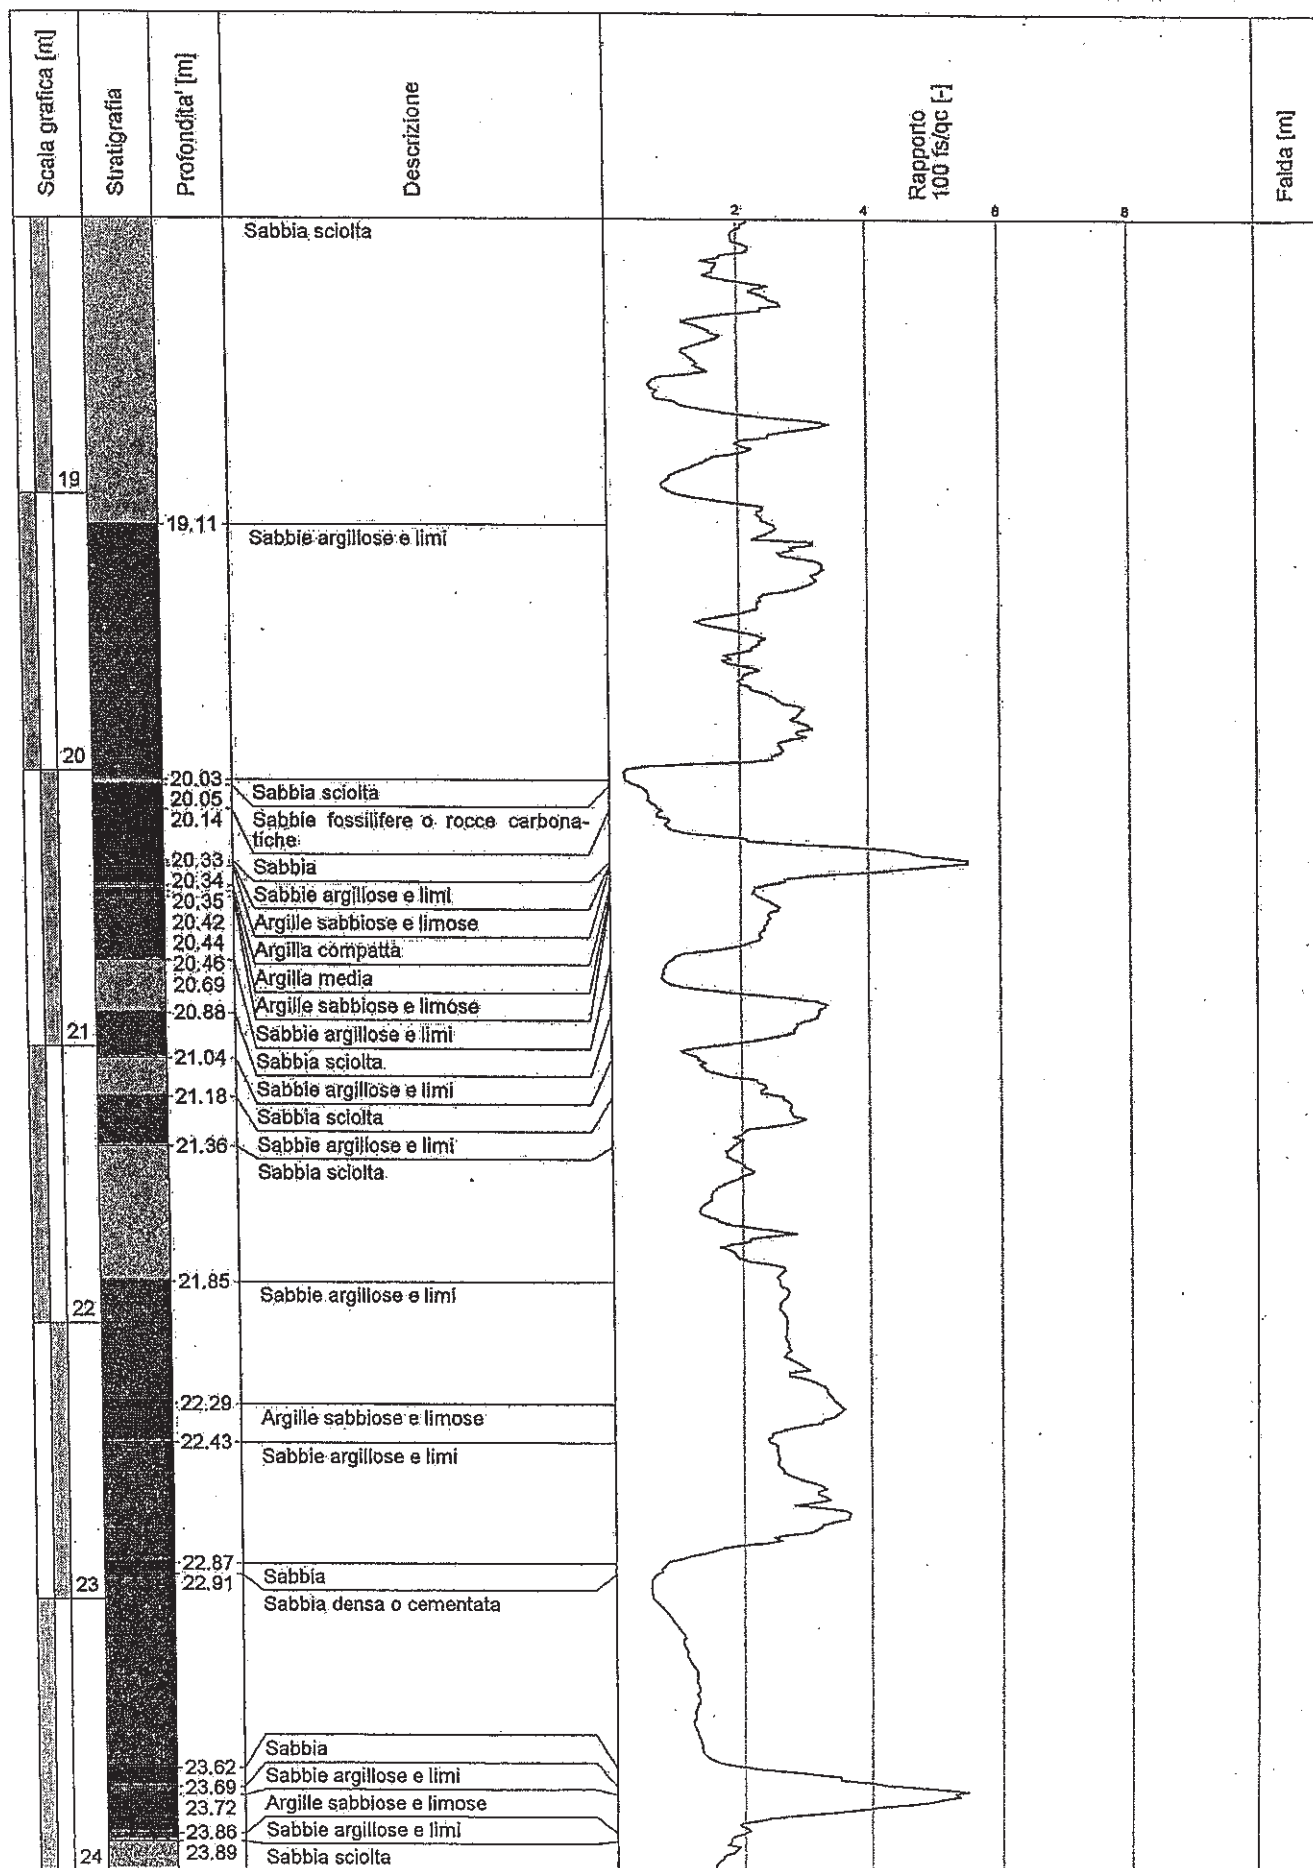 Scala grafica [m]
Stratigrafia
Profondita' [m]
Descrizione
Rapporto
100 fs/qc [-]
Falda [m]
2 4 6 8
Sabbia sciolta
19
19.11
Sabbie argillose e limi
20
20.03
Sabbia sciolta
20.05
20.14
Sabbie fossilifere o rocce carbona-
tiche
20.33
Sabbia
20.34
Sabbie argillose e limi
20.35
20.42
Argille sabbiose e limose
20.44
Argilla compatta
20.46
20.69
Argilla media
Argille sabbiose e limose
20.88
21
Sabbie argillose e limi
21.04
Sabbia sciolta
Sabbie argillose e limi
21.18
Sabbia sciolta
21.36
Sabbie argillose e limi
Sabbia sciolta
21.85
Sabbie argillose e limi
22
22.29
Argille sabbiose e limose
22.43
Sabbie argillose e limi
22.87
22.91
Sabbia
23
Sabbia densa o cementata
Sabbia
23.62
Sabbie argillose e limi
23.69
23.72
Argille sabbiose e limose
23.86
Sabbie argillose e limi
23.89
24
Sabbia sciolta